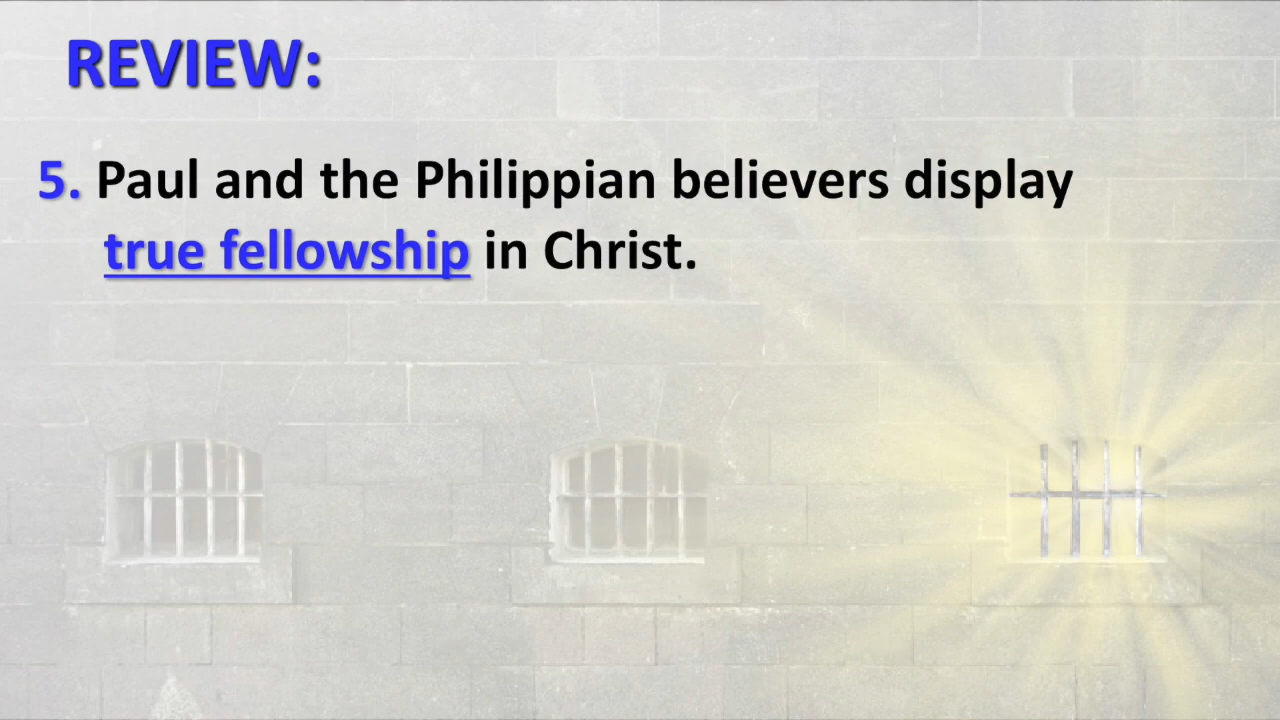 REVIEW:
5. Paul and the Philippian believers display
true fellowship in Christ.